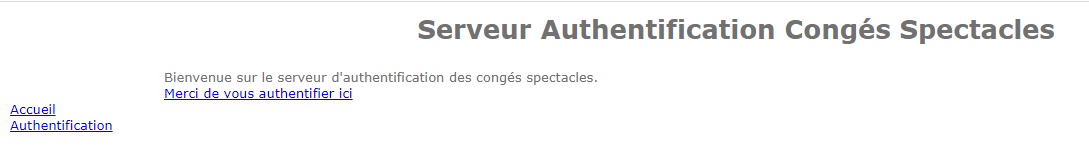 Serveur Authentification Congés Spectacles
Bienvenue sur le serveur d'authentification des congés spectacles.
Merci de vous authentifier ici
Accueil
Authentification